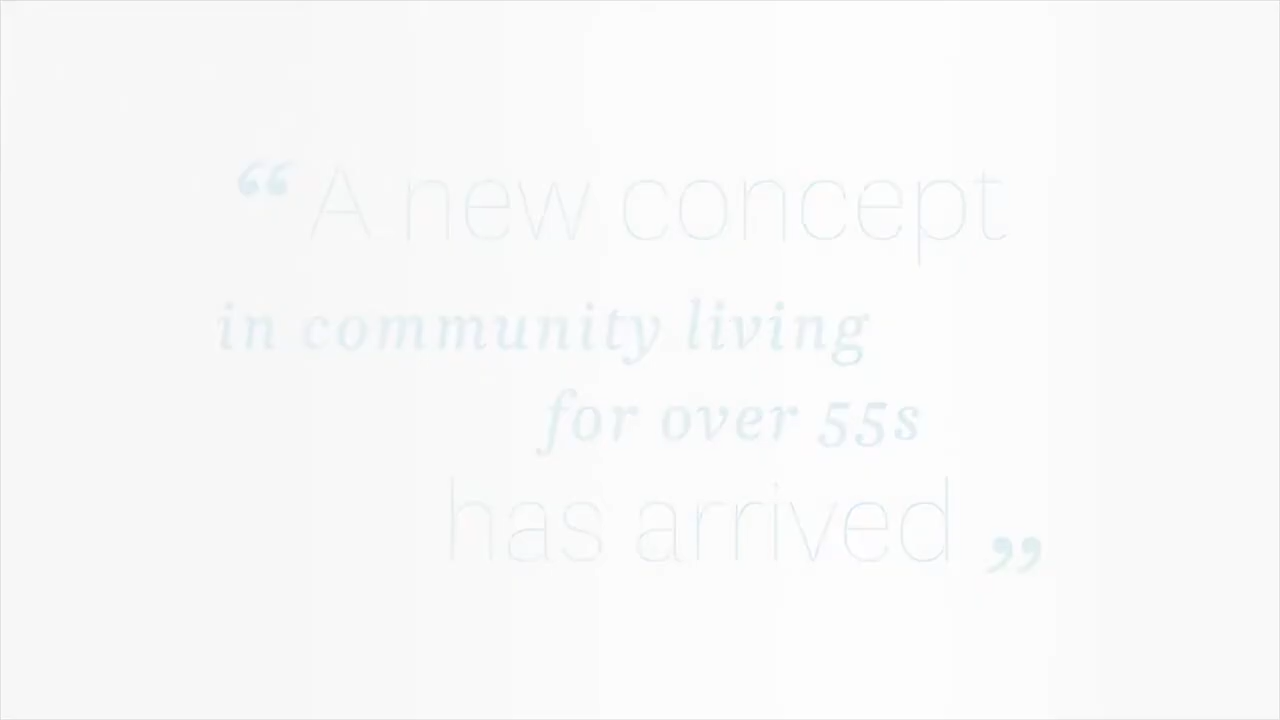 “ A new concept
in community living
for over 55s
has arrived ”